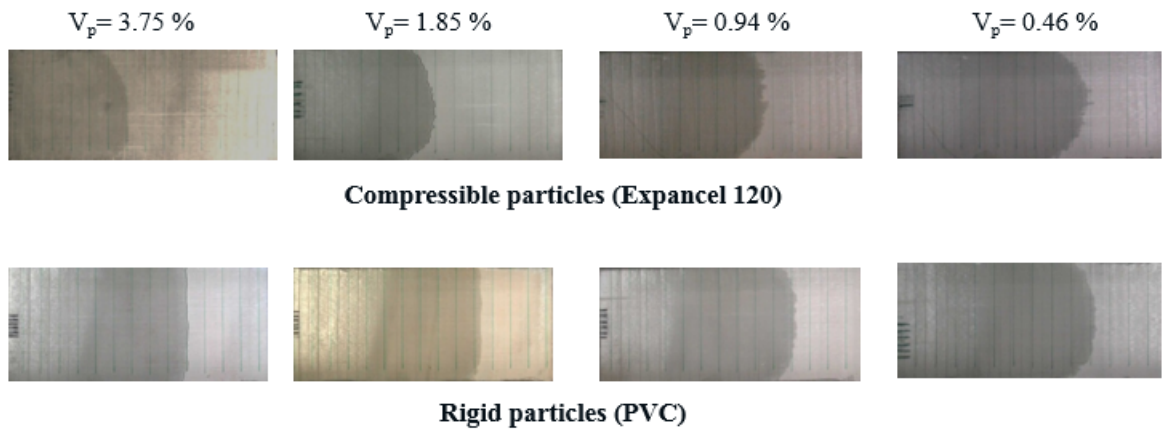 Vp= 3.75 % Vp= 1.85 % Vp= 0.94 % Vp= 0.46 %
Compressible particles (Expancel 120)
Rigid particles (PVC)